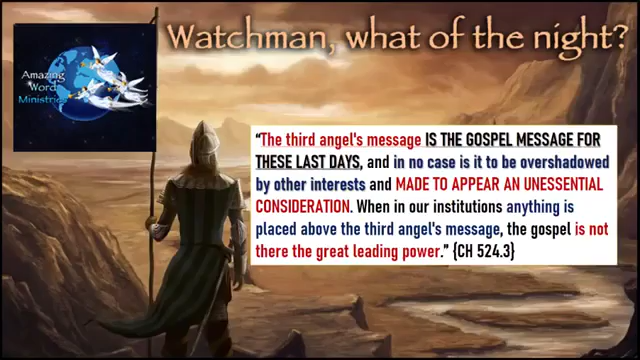 Watchman, what of the night?
Amazing
Word
Ministries
“The third angel's message IS THE GOSPEL MESSAGE FOR
THESE LAST DAYS, and in no case is it to be overshadowed
by other interests and MADE TO APPEAR AN UNESSENTIAL
CONSIDERATION. When in our institutions anything is
placed above the third angel's message, the gospel is not
there the great leading power.” {CH 524.3}